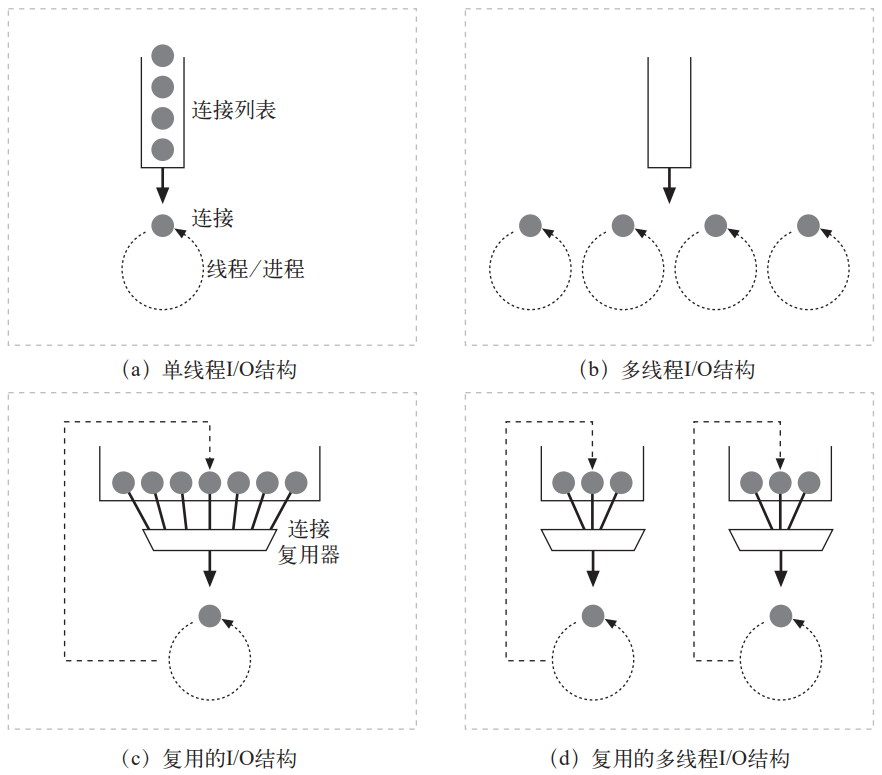 连接列表
连接
线程/进程
（a）单线程I/O结构
（b）多线程I/O结构
连接
复用器
（c）复用的I/O结构
（d）复用的多线程I/O结构